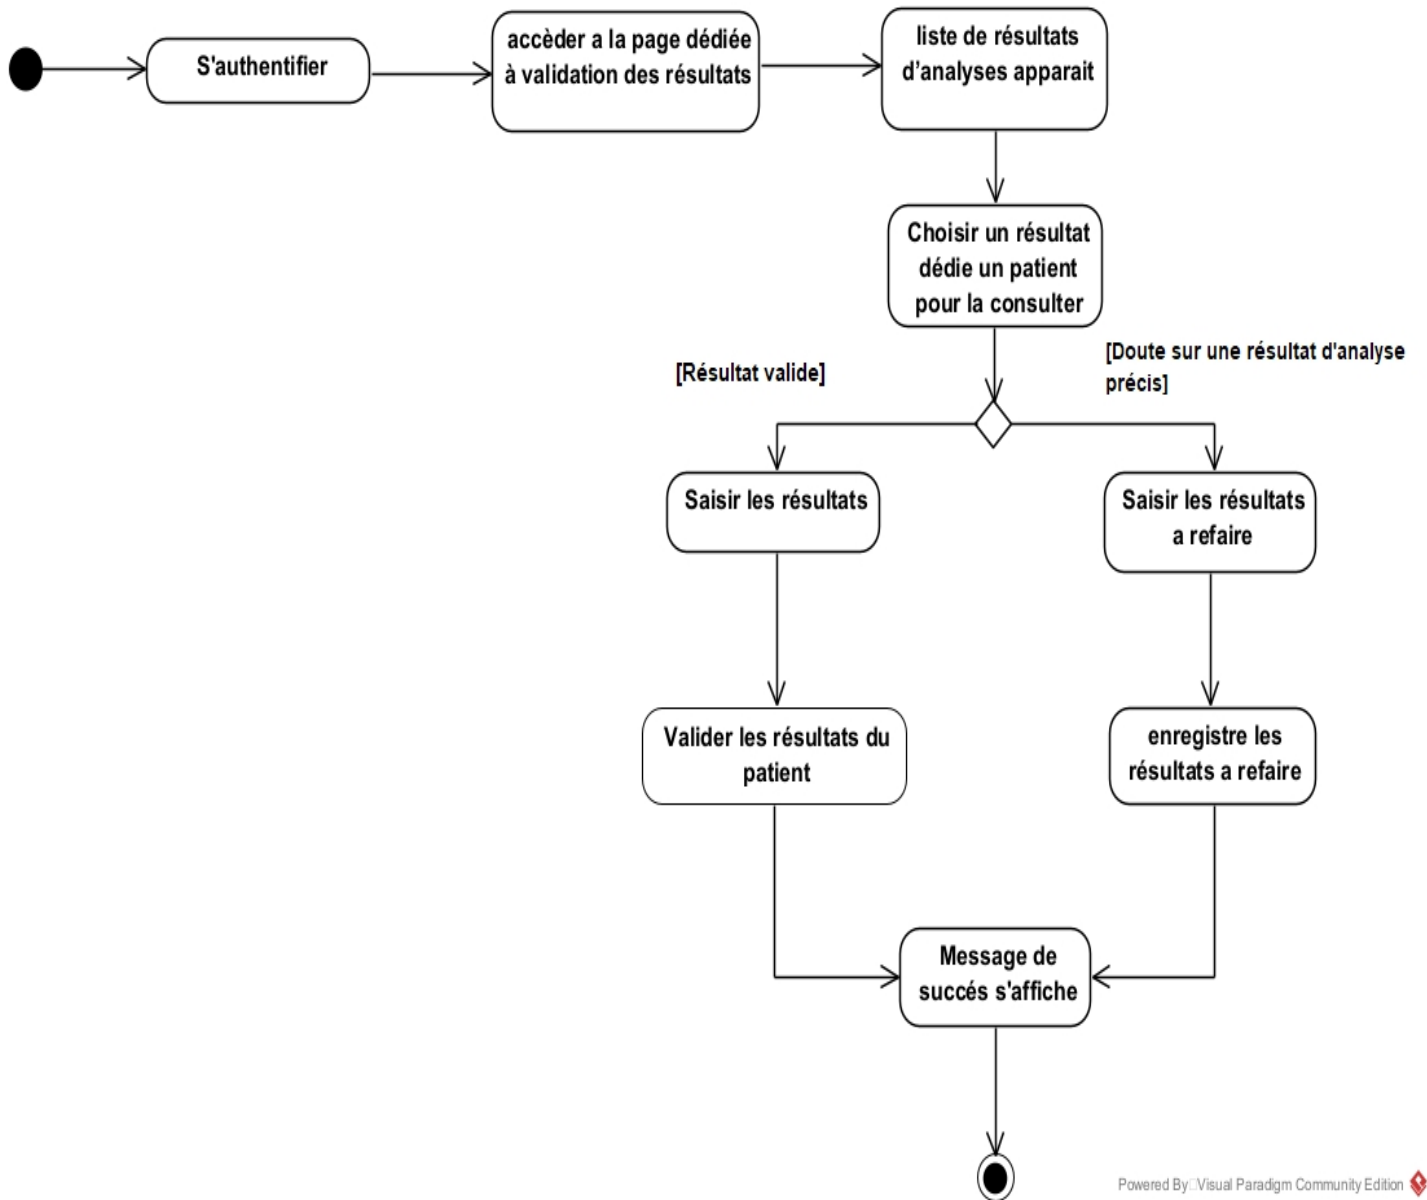 S'authentifier
accèder a la page dédiée
à validation des résultats
liste de résultats
d’analyses apparait
Choisir un résultat
dédie un patient
pour la consulter
[Résultat valide]
[Doute sur une résultat d'analyse
précis]
Saisir les résultats
Saisir les résultats
a refaire
Valider les résultats du
patient
enregistre les
résultats a refaire
Message de
succés s'affiche
Powered By Visual Paradigm Community Edition